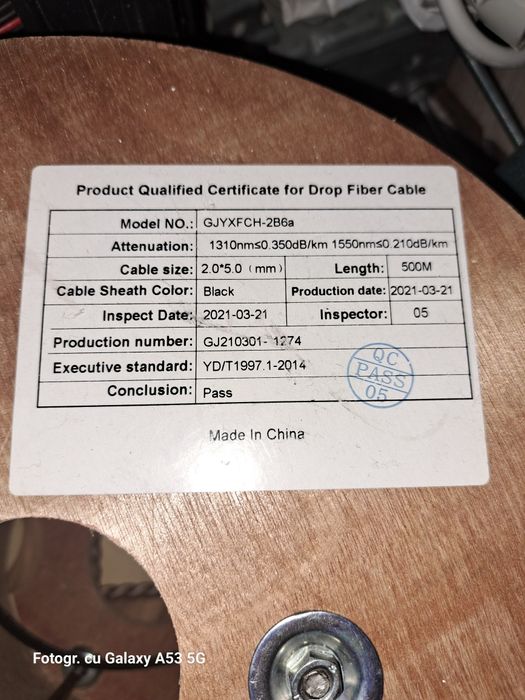 Product Qualified Certificate for Drop Fiber Cable
Model NO.: GJYXFCH-2B6a
Attenuation: 1310nm≤0.350dB/km 1550nm≤0.210dB/km
Cable size: 2.0*5.0 (mm) Length: 500M
Cable Sheath Color: Black Production date: 2021-03-21
Inspect Date: 2021-03-21 Inspector: 05
Production number: GJ210301-1274
Executive standard: YD/T1997.1-2014
Conclusion: Pass
QC
PASS
05
Made In China
Fotogr. cu Galaxy A53 5G